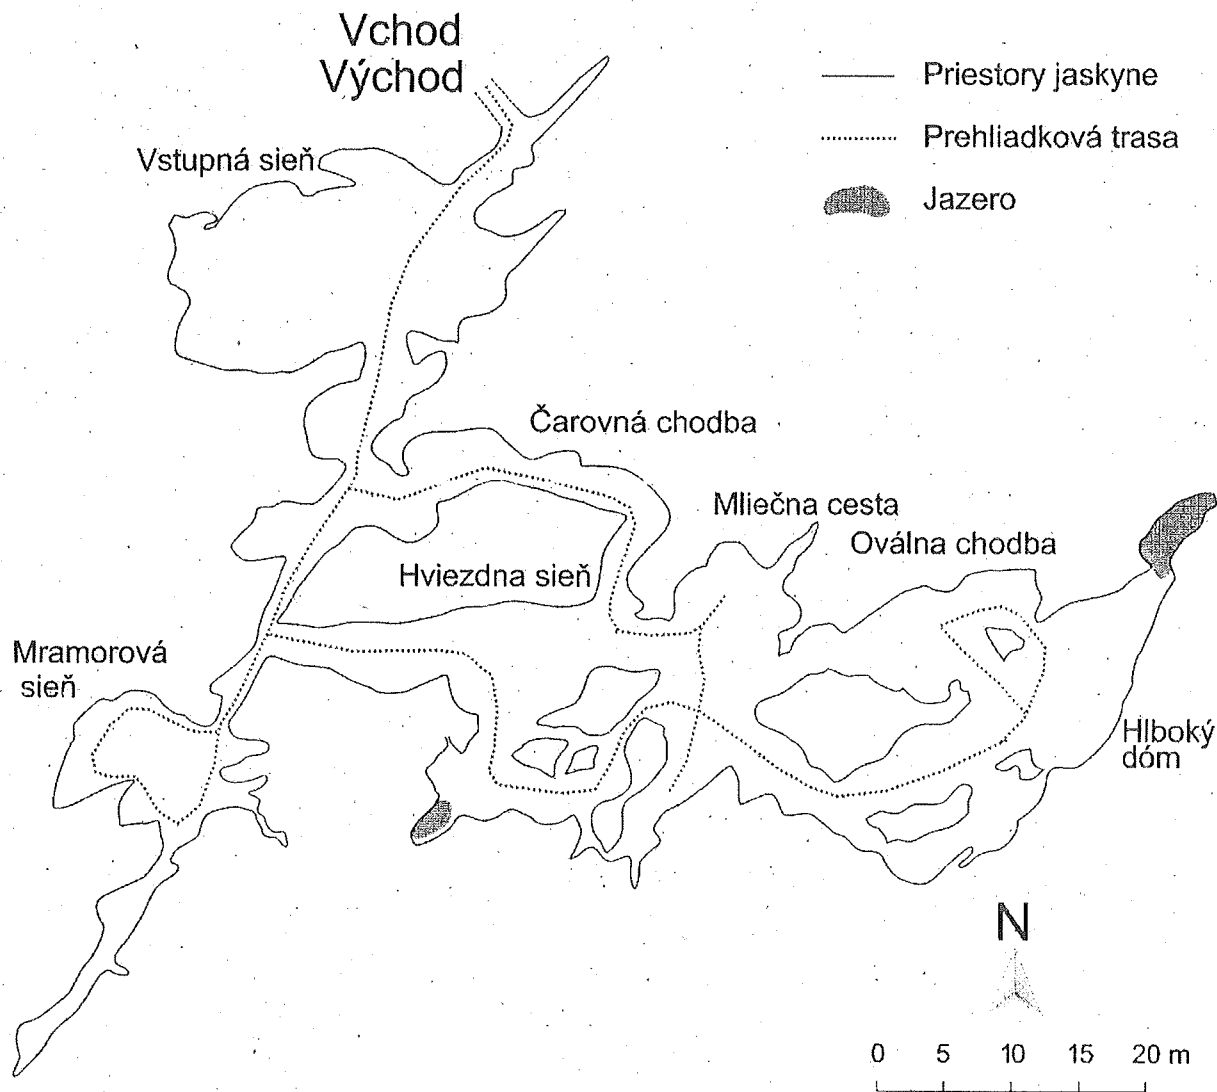 Vchod
Východ
Priestory jaskyne
Prehliadková trasa
Jazero
Vstupná sieň
Čarovná chodba
Mliečna cesta
Oválna chodba
Hviezdna sieň
Mramorová
sieň
Hlboký
dóm
N
0 5 10 15 20 m